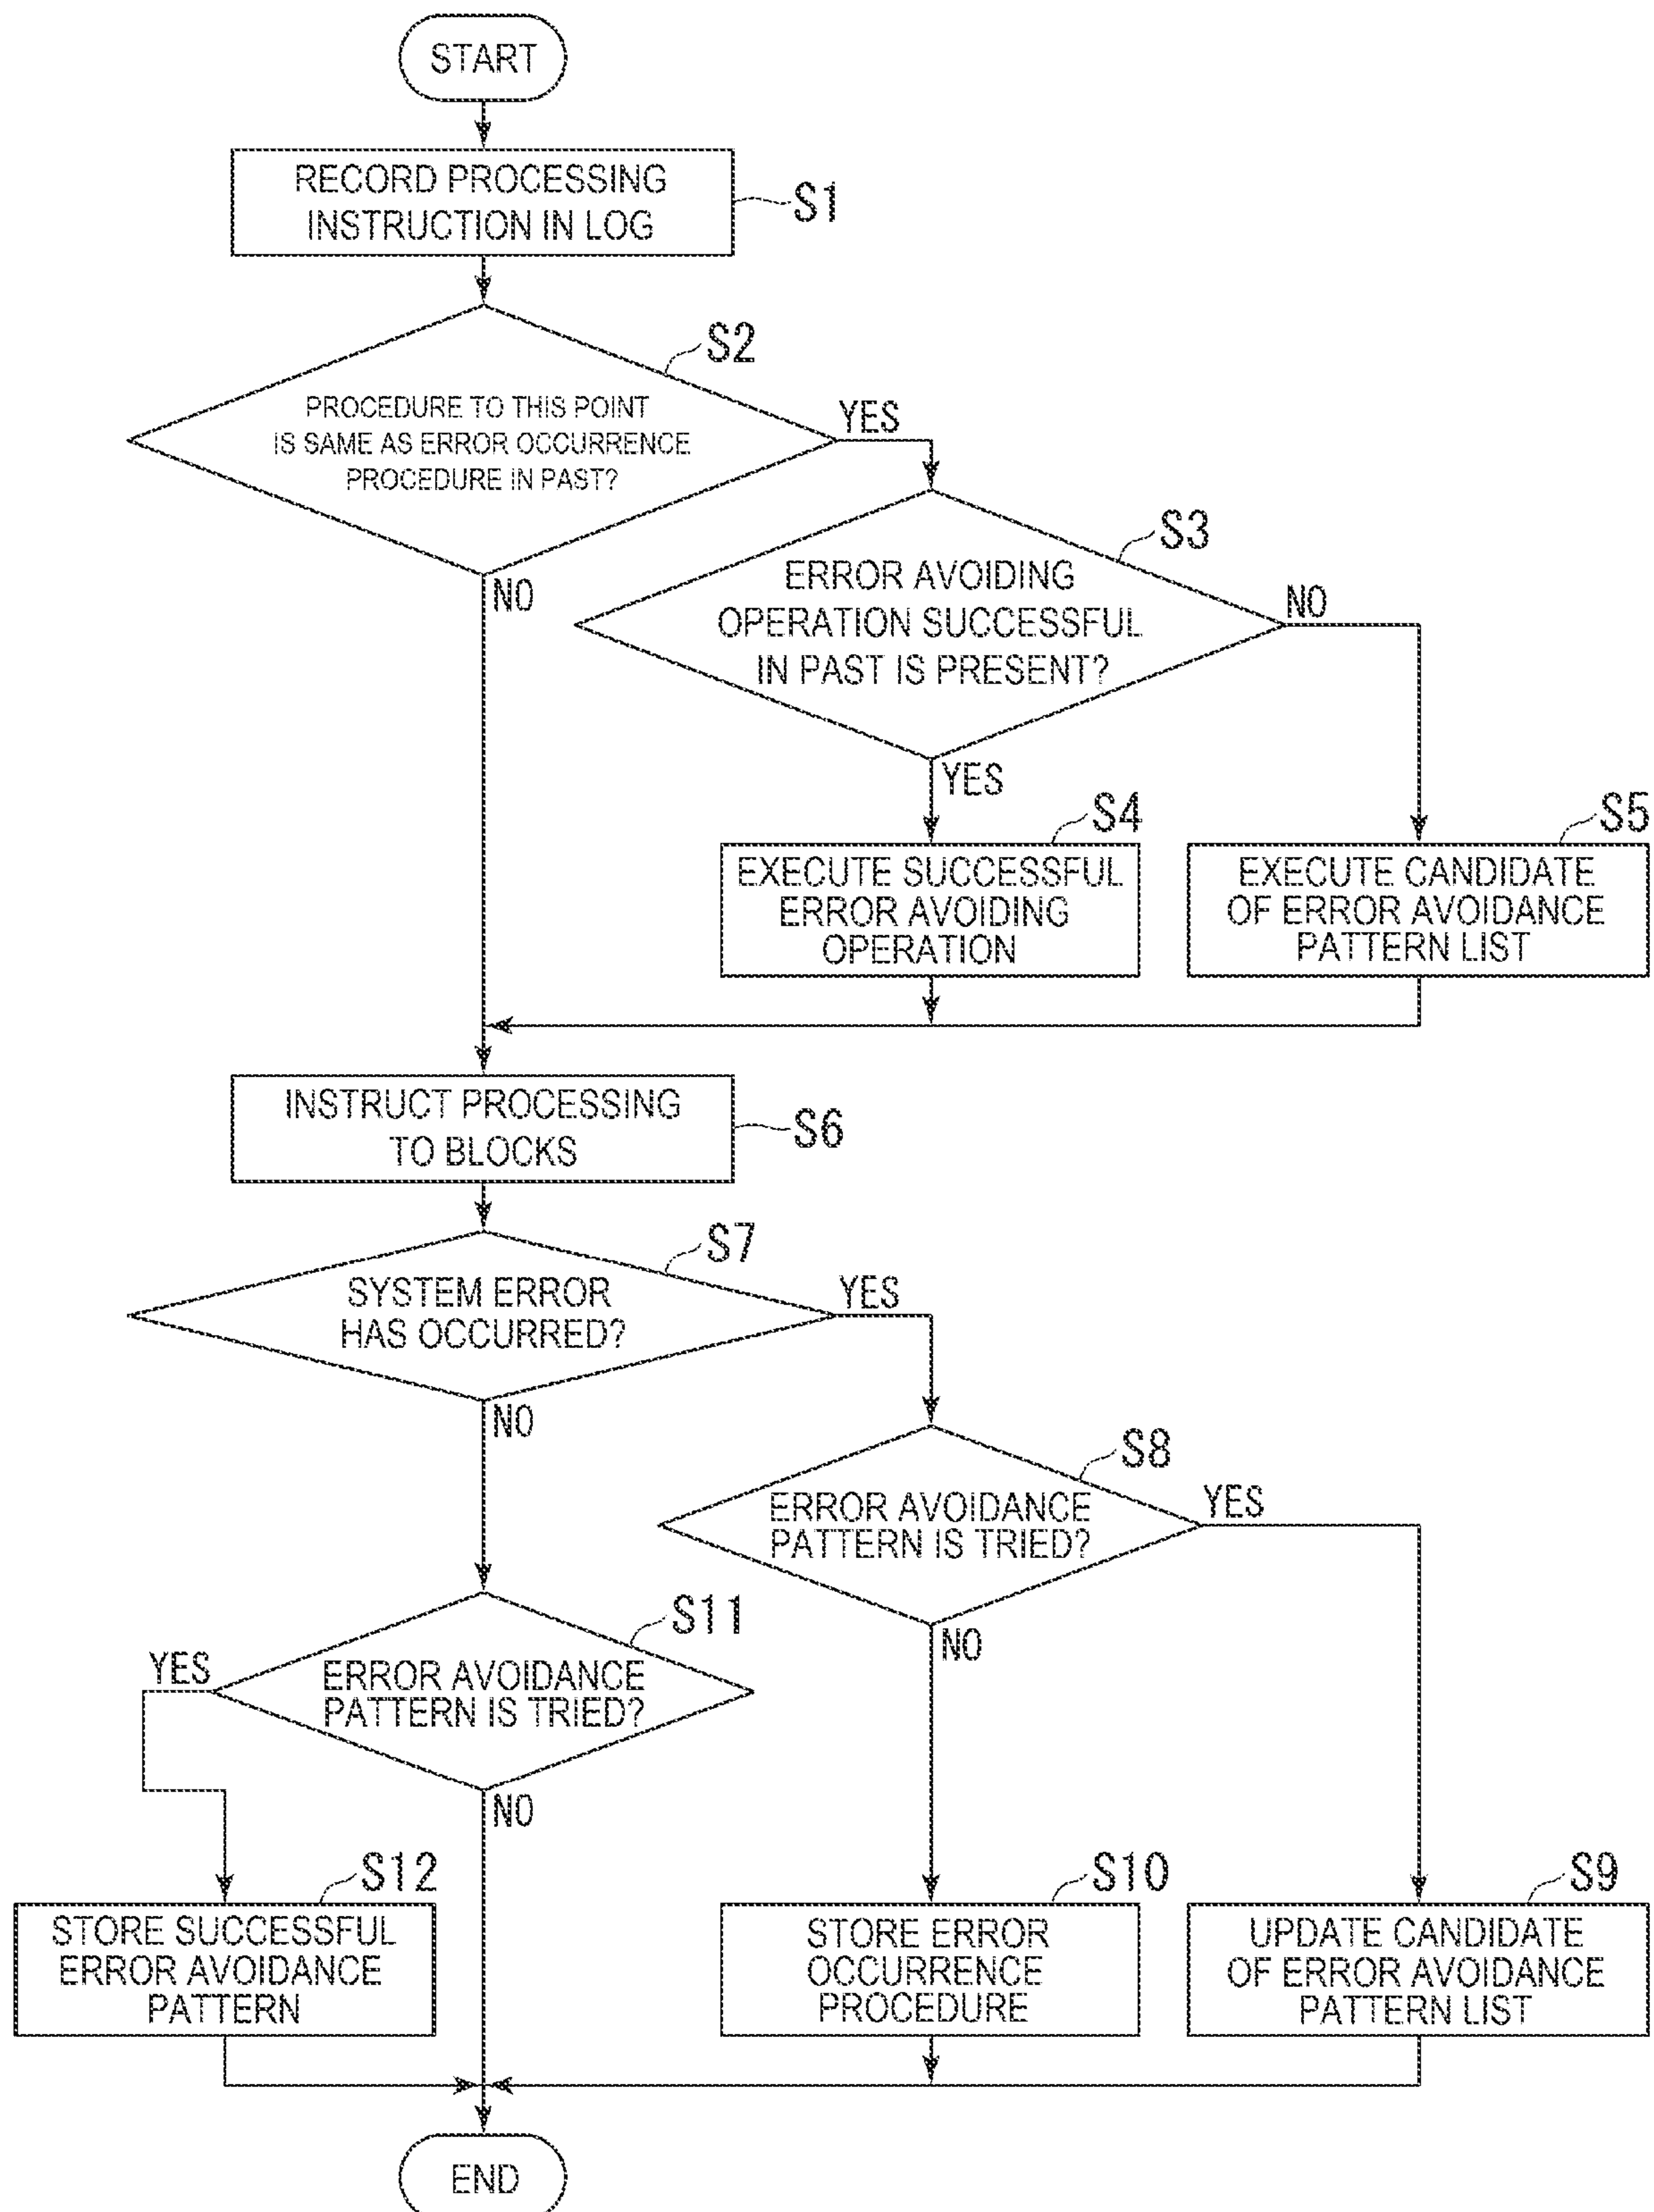 START
RECORD PROCESSING
INSTRUCTION IN LOG
S1
S2
PROCEDURE TO THIS POINT
IS SAME AS ERROR OCCURRENCE
PROCEDURE IN PAST?
YES
NO
S3
ERROR AVOIDING
OPERATION SUCCESSFUL
IN PAST IS PRESENT?
NO
YES
S4
EXECUTE SUCCESSFUL
ERROR AVOIDING
OPERATION
S5
EXECUTE CANDIDATE
OF ERROR AVOIDANCE
PATTERN LIST
INSTRUCT PROCESSING
TO BLOCKS
S6
S7
SYSTEM ERROR
HAS OCCURRED?
YES
NO
S8
ERROR AVOIDANCE
PATTERN IS TRIED?
YES
NO
S11
ERROR AVOIDANCE
PATTERN IS TRIED?
YES
NO
S12
STORE SUCCESSFUL
ERROR AVOIDANCE
PATTERN
S10
STORE ERROR
OCCURRENCE
PROCEDURE
S9
UPDATE CANDIDATE
OF ERROR AVOIDANCE
PATTERN LIST
END